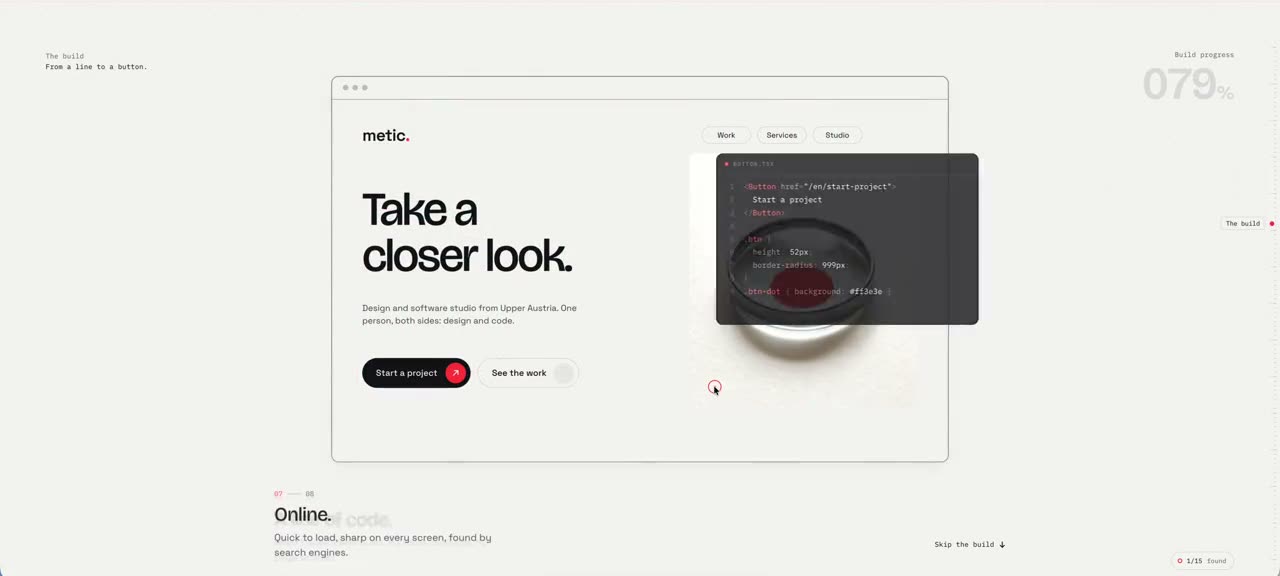 The build
From a line to a button.
Build progress
079%
metic.
Work
Services
Studio
Take a
closer look.
Design and software studio from Upper Austria. One
person, both sides: design and code.
Start a project
See the work
BUTTON.TSX
1 <Button href="/en/start-project">
Start a project
</Button>
.btn {
height: 52px;
border-radius: 999px;
}
.btn-dot { background: #ff3e3e }
The build
07 — 08
Online.
of code.
Quick to load, sharp on every screen, found by
search engines.
Skip the build ↓
1/15 found